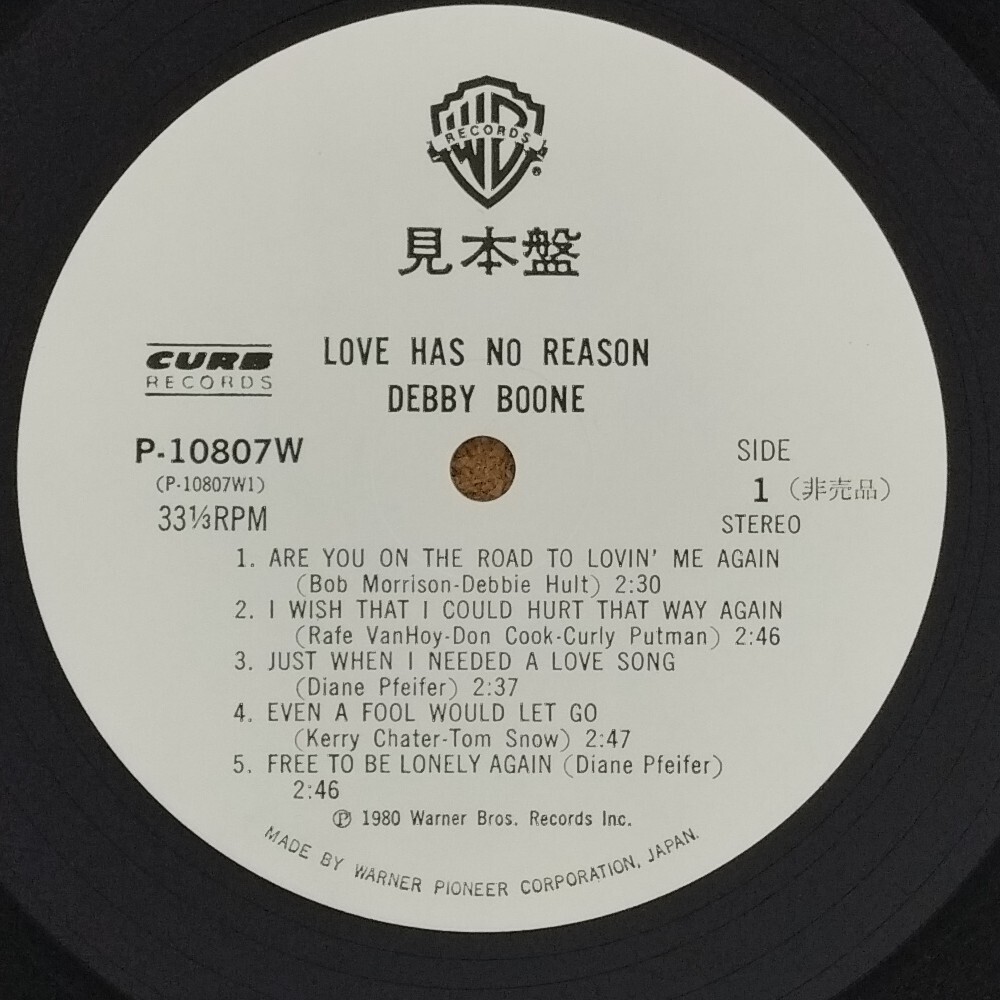 WB
RECORDS
®
見本盤
LOVE HAS NO REASON
DEBBY BOONE
CURB
RECORDS
P-10807W
(P-10807W1)
33⅓RPM
SIDE
1 (非売品)
STEREO
1. ARE YOU ON THE ROAD TO LOVIN' ME AGAIN
(Bob Morrison-Debbie Hult) 2:30
2. I WISH THAT I COULD HURT THAT WAY AGAIN
(Rafe VanHoy-Don Cook-Curly Putman) 2:46
3. JUST WHEN I NEEDED A LOVE SONG
(Diane Pfeifer) 2:37
4. EVEN A FOOL WOULD LET GO
(Kerry Chater-Tom Snow) 2:47
5. FREE TO BE LONELY AGAIN (Diane Pfeifer)
2:46
℗ 1980 Warner Bros. Records Inc.
MADE BY WARNER PIONEER CORPORATION, JAPAN.